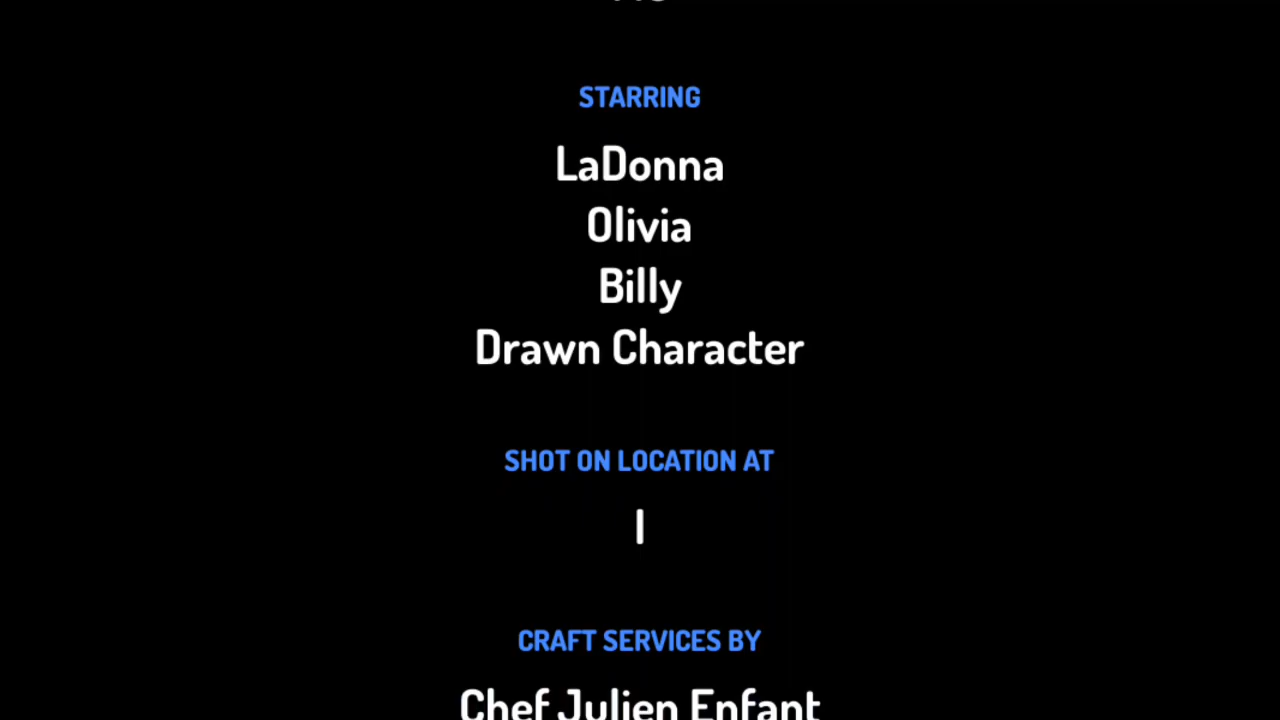 STARRING
LaDonna
Olivia
Billy
Drawn Character
SHOT ON LOCATION AT
I
CRAFT SERVICES BY
Chef Julien Enfant